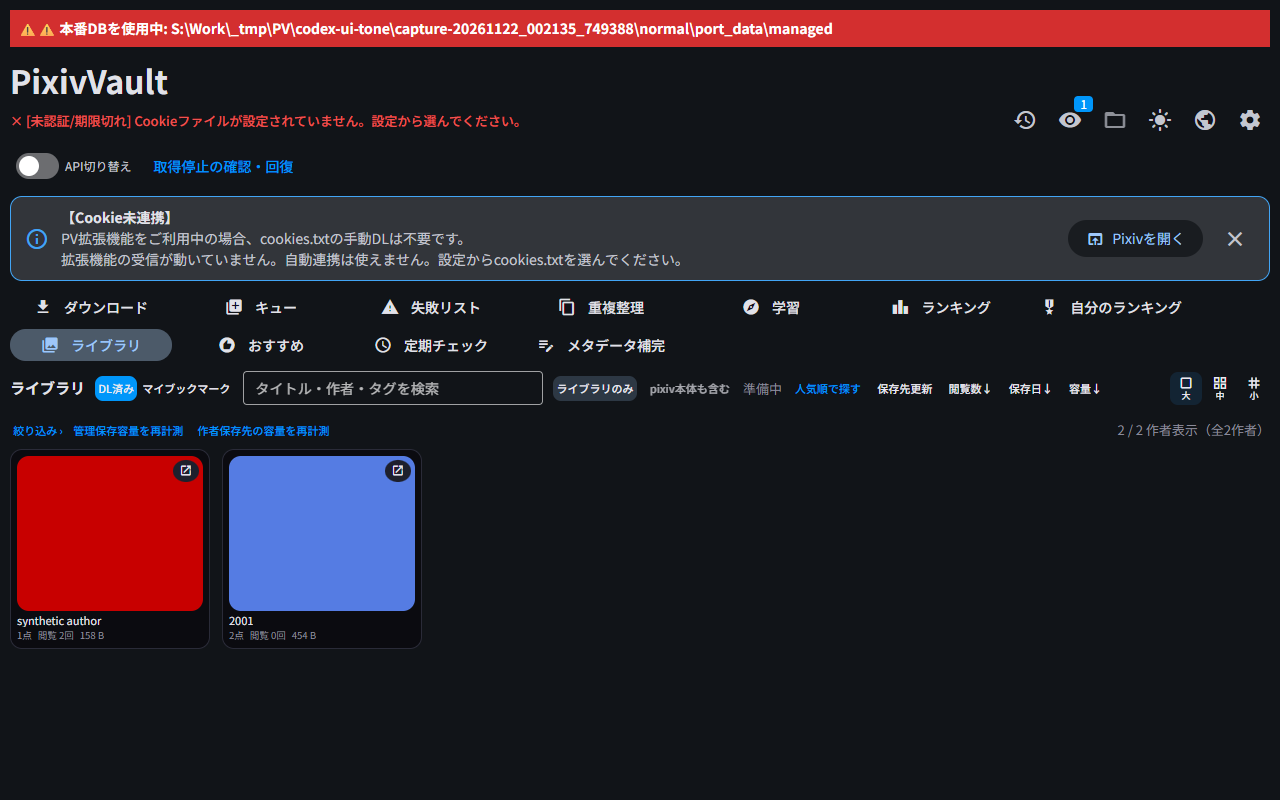 ⚠ ⚠ 本番DBを使用中: S:\Work\_tmp\PV\codex-ui-tone\capture-20261122_002135_749388\normal\port_data\managed
PixivVault
× [未認証/期限切れ] Cookieファイルが設定されていません。設定から選んでください。
1
API切り替え 取得停止の確認・回復
【Cookie未連携】
PV拡張機能をご利用中の場合、cookies.txtの手動DLは不要です。
拡張機能の受信が動いていません。自動連携は使えません。設定からcookies.txtを選んでください。
Pixivを開く
ダウンロード キュー 失敗リスト 重複整理 学習 ランキング 自分のランキング
ライブラリ おすすめ 定期チェック メタデータ補完
ライブラリ DL済み マイブックマーク タイトル・作者・タグを検索 ライブラリのみ pixiv本体も含む 準備中 人気順で探す 保存先更新 閲覧数↓ 保存日↓ 容量↓ 大 中 小
絞り込み › 管理保存容量を再計測 作者保存先の容量を再計測 2 / 2 作者表示（全2作者）
synthetic author
1点 閲覧 2回 158 B
2001
2点 閲覧 0回 454 B